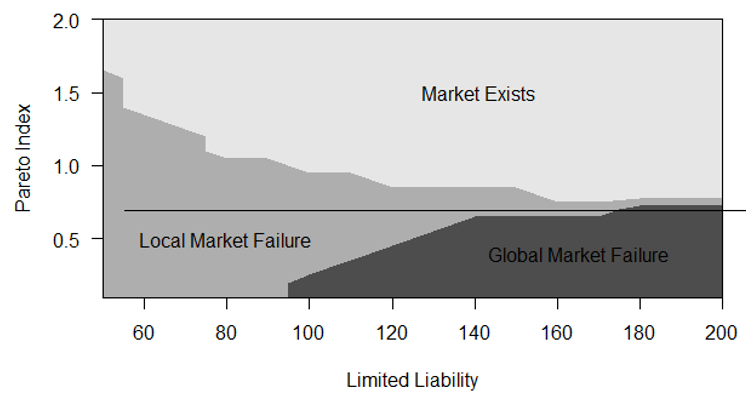 2.0
1.5
1.0
0.5
Pareto Index
Market Exists
Local Market Failure
Global Market Failure
60 80 100 120 140 160 180 200
Limited Liability